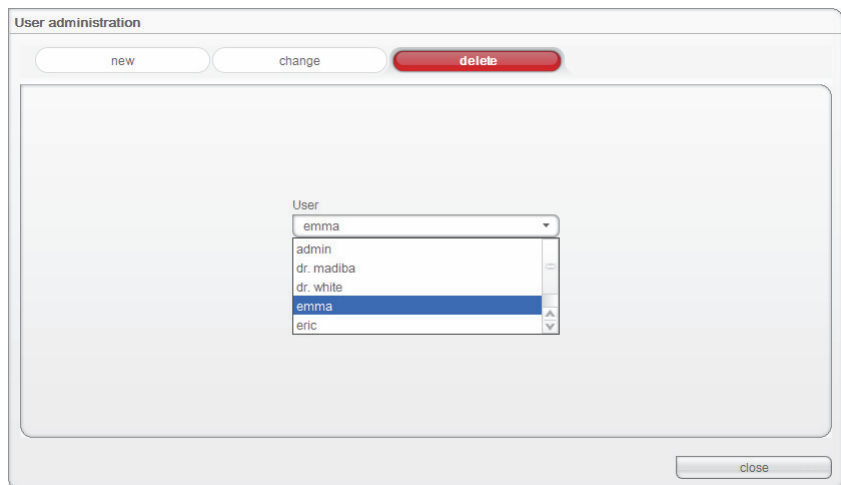 User administration
new change delete
User
emma
admin
dr. madiba
dr. white
emma
eric
close